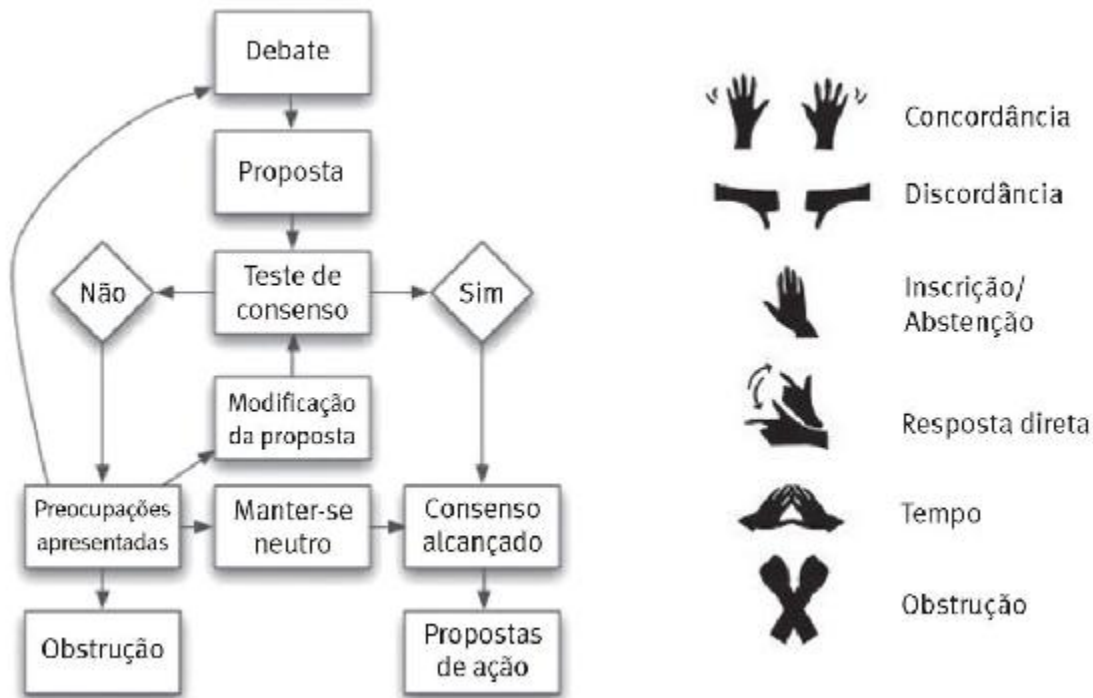 Debate
Proposta
Não
Teste de
consenso
Sim
Modificação
da proposta
Preocupações
apresentadas
Manter-se
neutro
Consenso
alcançado
Obstrução
Propostas
de ação
Concordância
Discordância
Inscrição/
Abstenção
Resposta direta
Tempo
Obstrução